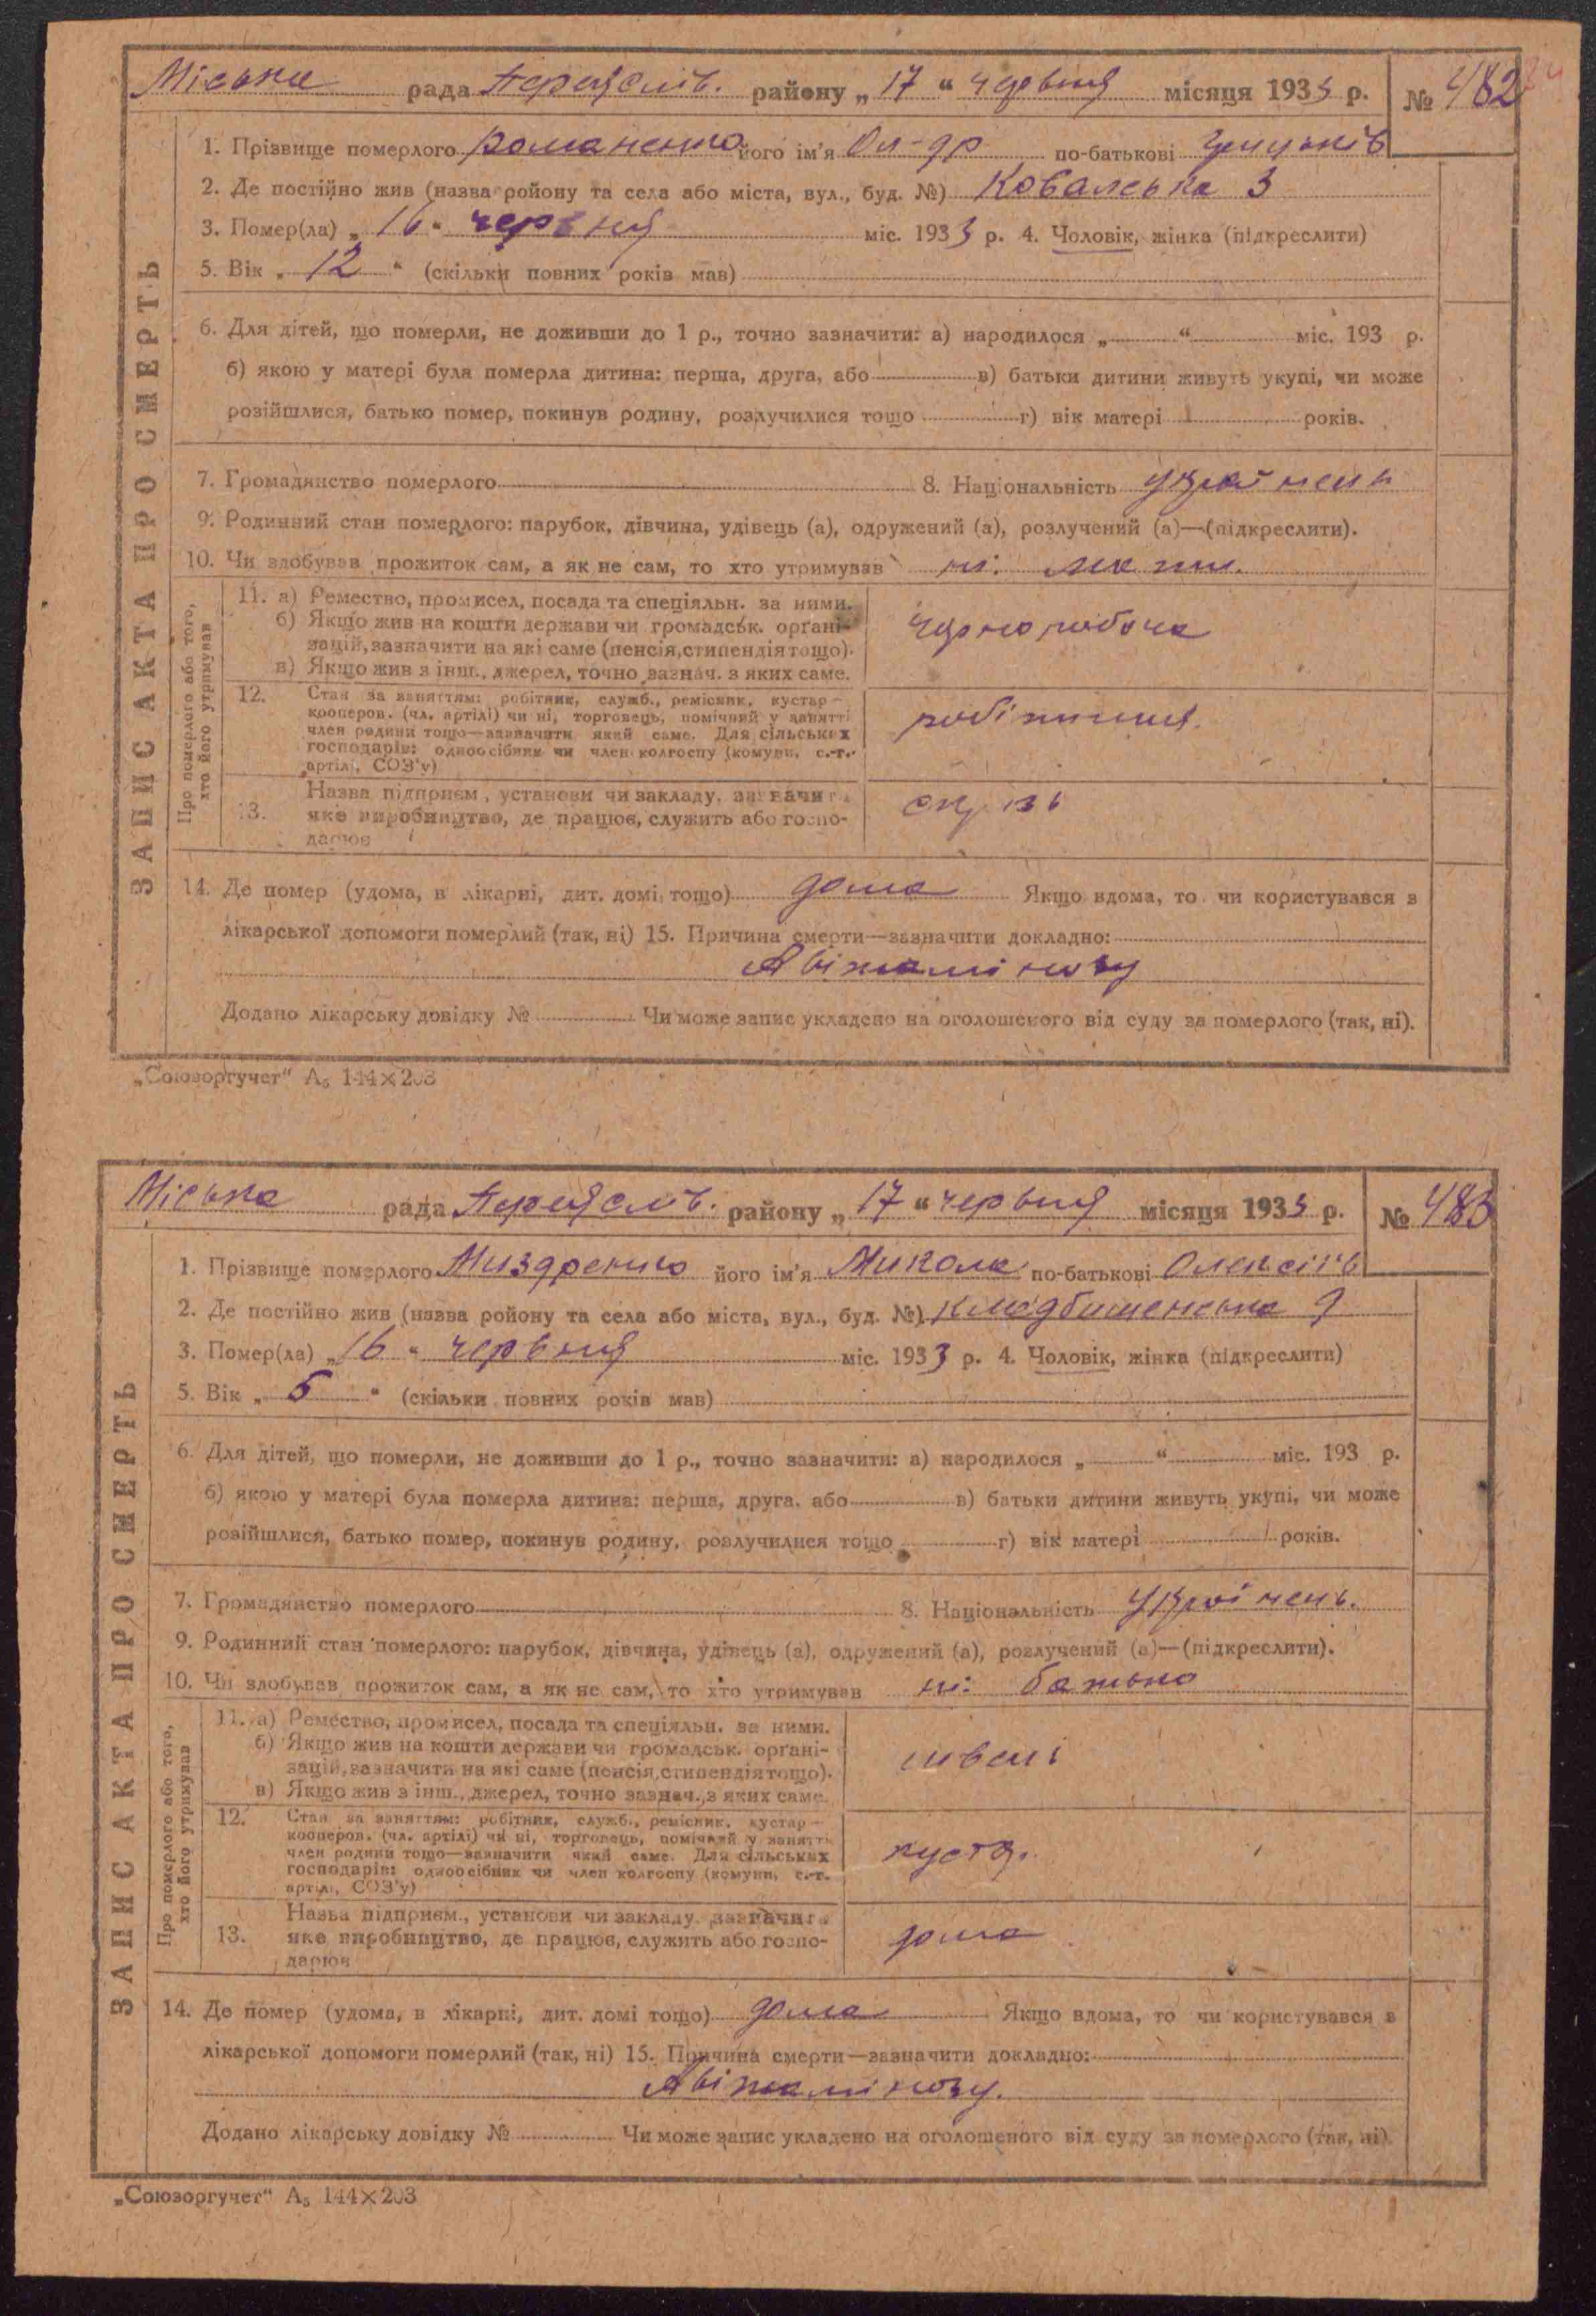 Міська рада Переяслів. району „17“ червня місяця 1933 р. № 482
ЗАПИС АКТА ПРО СМЕРТЬ
1. Прізвище померлого Романенко його ім'я Ол-др по-батькові
2. Де постійно жив (назва ройону та села або міста, вул., буд. №) Ковальська 3
3. Помер(ла) „16“ червня міс. 1933 р. 4. Чоловік, жінка (підкреслити)
5. Вік „12“ (скільки повних років мав)
6. Для дітей, що померли, не доживши до 1 р., точно зазначити: а) народилося „ “ міс. 193 р.
б) якою у матері була померла дитина: перша, друга, або в) батьки дитини живуть укупі, чи може
розійшлися, батько помер, покинув родину, розлучилися тощо г) вік матері років.
7. Громадянство померлого 8. Національність українець
9. Родинний стан померлого: парубок, дівчина, удівець (а), одружений (а), розлучений (а)—(підкреслити).
10. Чи здобував прожиток сам, а як не сам, то хто утримував ні:
Про померлого або того, хто його утримував
11. а) Ремество, промисел, посада та спеціяльн. за ними.
б) Якщо жив на кошти держави чи громадськ. органі-
зацій, зазначити на які саме (пенсія, стипендія тощо).
в) Якщо жив з інш., джерел, точно зазнач. з яких саме.
чорноробоча
12. Стан за заняттям: робітник, служб., ремісник, кустар—
кооперов. (чл. артілі) чи ні, торговець, помічний у занятті
член родини тощо—зазначити який саме. Для сільських
господарів: одноосібник чи член колгоспу (комуни, с.-г.
артілі, СОЗ'у)
робітниця.
13. Назва підприєм., установи чи закладу, зазначити
яке виробництво, де працює, служить або госпо-
дарює
скрізь
14. Де помер (удома, в лікарні, дит. домі тощо) дома Якщо вдома, то чи користувався з
лікарської допомоги померлий (так, ні) 15. Причина смерти—зазначити докладно:
Авітаміноз
Додано лікарську довідку № Чи може запис укладено на оголошеного від суду за померлого (так, ні).
„Союзоргучет“ А₅ 144×203
Міська рада Переяслів. району „17“ червня місяця 1933 р. № 483
ЗАПИС АКТА ПРО СМЕРТЬ
1. Прізвище померлого Миздренко його ім'я Микола по-батькові Олексіїв
2. Де постійно жив (назва ройону та села або міста, вул., буд. №) Кладбищенська 9
3. Помер(ла) „16“ червня міс. 1933 р. 4. Чоловік, жінка (підкреслити)
5. Вік „5“ (скільки повних років мав)
6. Для дітей, що померли, не доживши до 1 р., точно зазначити: а) народилося „ “ міс. 193 р.
б) якою у матері була померла дитина: перша, друга, або в) батьки дитини живуть укупі, чи може
розійшлися, батько помер, покинув родину, розлучилися тощо г) вік матері років.
7. Громадянство померлого 8. Національність Украінець.
9. Родинний стан померлого: парубок, дівчина, удівець (а), одружений (а), розлучений (а)—(підкреслити).
10. Чи здобував прожиток сам, а як не сам, то хто утримував ні: батько
Про померлого або того, хто його утримував
11. а) Ремество, промисел, посада та спеціяльн. за ними.
б) Якщо жив на кошти держави чи громадськ. органі-
зацій, зазначити на які саме (пенсія, стипендія тощо).
в) Якщо жив з інш., джерел, точно зазнач. з яких саме.
швець
12. Стан за заняттям: робітник, служб., ремісник, кустар—
кооперов. (чл. артілі) чи ні, торговець, помічний у занятті
член родини тощо—зазначити який саме. Для сільських
господарів: одноосібник чи член колгоспу (комуни, с.-г.
артілі, СОЗ'у)
кустар.
13. Назва підприєм., установи чи закладу, зазначити
яке виробництво, де працює, служить або госпо-
дарює
дома
14. Де помер (удома, в лікарні, дит. домі тощо) дома Якщо вдома, то чи користувався з
лікарської допомоги померлий (так, ні) 15. Причина смерти—зазначити докладно:
Авітамінозу.
Додано лікарську довідку № Чи може запис укладено на оголошеного від суду за померлого (так, ні).
„Союзоргучет“ А₅ 144×203